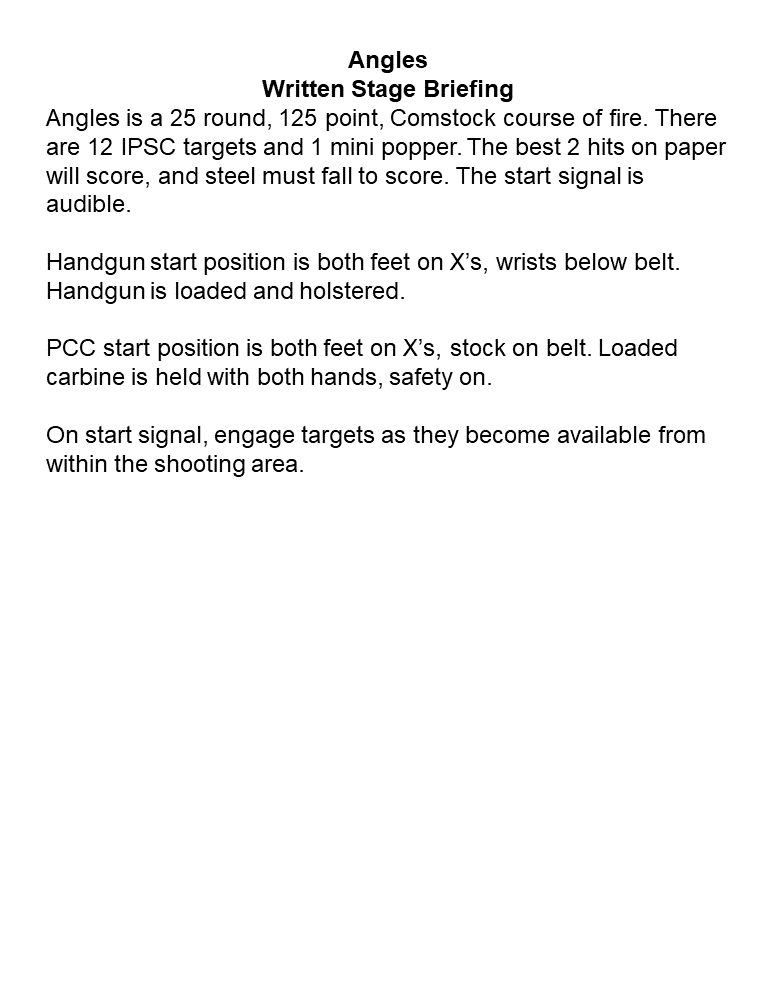 Angles
Written Stage Briefing
Angles is a 25 round, 125 point, Comstock course of fire. There
are 12 IPSC targets and 1 mini popper. The best 2 hits on paper
will score, and steel must fall to score. The start signal is
audible.
Handgun start position is both feet on X’s, wrists below belt.
Handgun is loaded and holstered.
PCC start position is both feet on X’s, stock on belt. Loaded
carbine is held with both hands, safety on.
On start signal, engage targets as they become available from
within the shooting area.